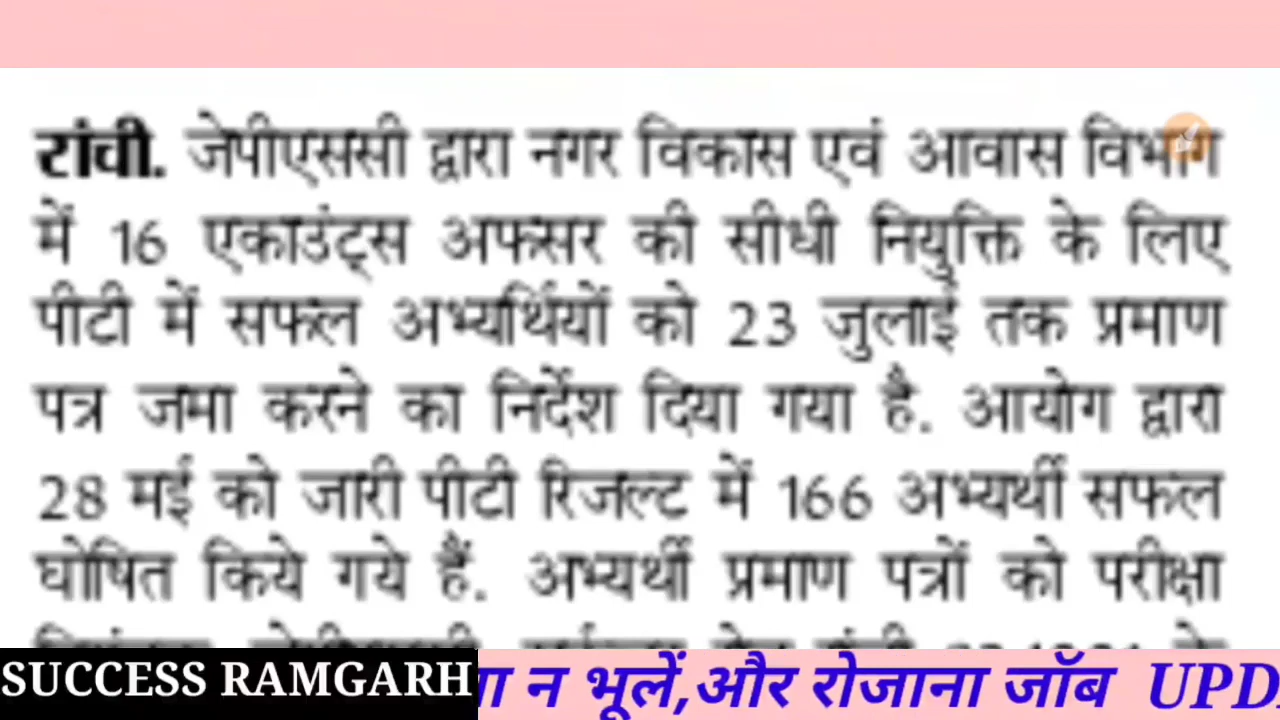 रांची. जेपीएससी द्वारा नगर विकास एवं आवास विभाग
में 16 एकाउंट्स अफसर की सीधी नियुक्ति के लिए
पीटी में सफल अभ्यर्थियों को 23 जुलाई तक प्रमाण
पत्र जमा करने का निर्देश दिया गया है. आयोग द्वारा
28 मई को जारी पीटी रिजल्ट में 166 अभ्यर्थी सफल
घोषित किये गये हैं. अभ्यर्थी प्रमाण पत्रों को परीक्षा
SUCCESS RAMGARH न भूलें,और रोजाना जॉब UPD